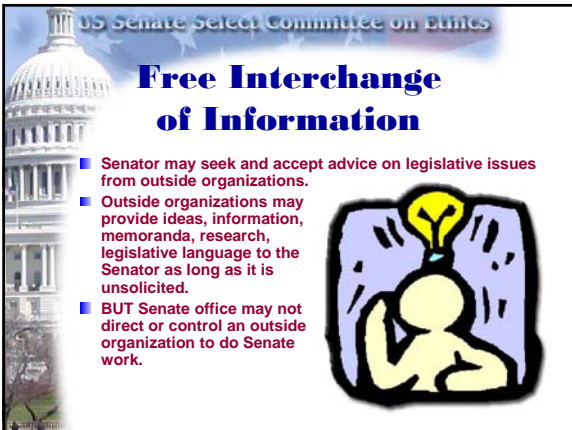 US Senate Select Committee on Ethics
Free Interchange
of Information
Senator may seek and accept advice on legislative issues
from outside organizations.
Outside organizations may
provide ideas, information,
memoranda, research,
legislative language to the
Senator as long as it is
unsolicited.
BUT Senate office may not
direct or control an outside
organization to do Senate
work.